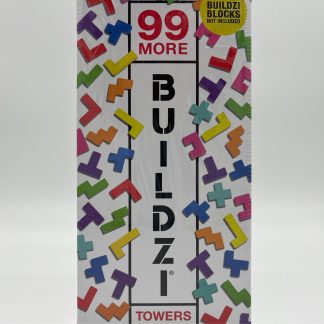 99
MORE
BUILDZI
BLOCKS
NOT INCLUDED
BUILDZI®
TOWERS